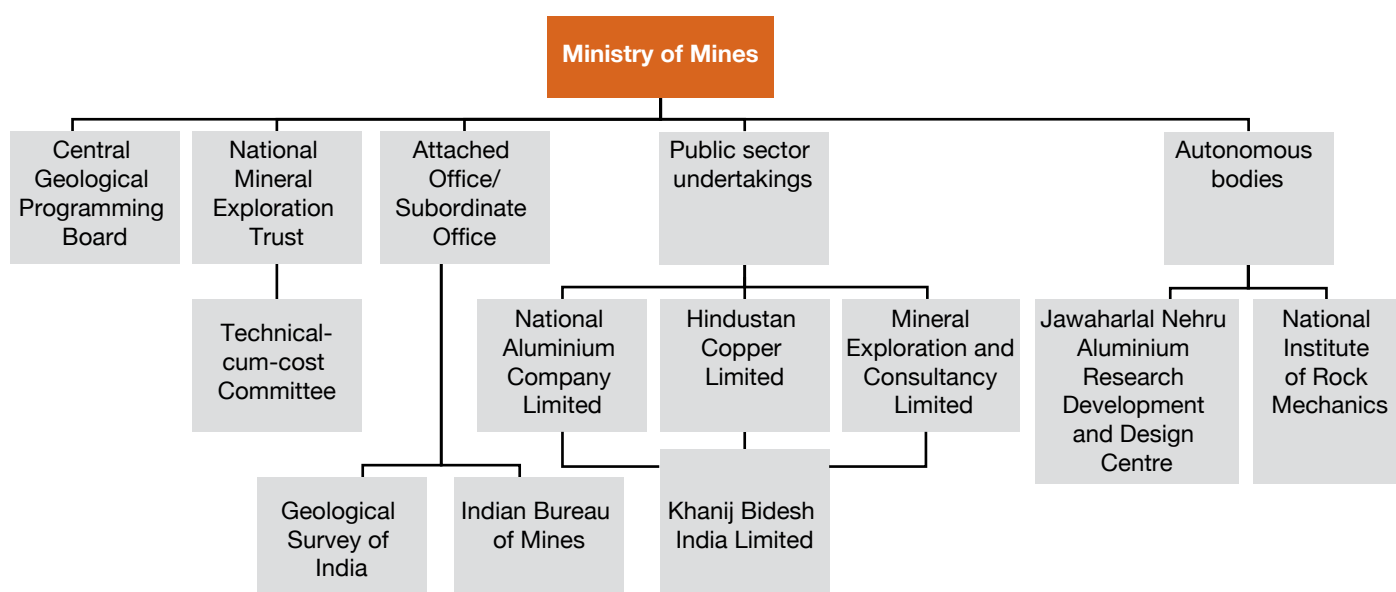 Ministry of Mines
Central
Geological
Programming
Board
National
Mineral
Exploration
Trust
Attached
Office/
Subordinate
Office
Public sector
undertakings
Autonomous
bodies
Technical-
cum-cost
Committee
National
Aluminium
Company
Limited
Hindustan
Copper
Limited
Mineral
Exploration and
Consultancy
Limited
Jawaharlal Nehru
Aluminium
Research
Development
and Design
Centre
National
Institute
of Rock
Mechanics
Geological
Survey of
India
Indian Bureau
of Mines
Khanij Bidesh
India Limited